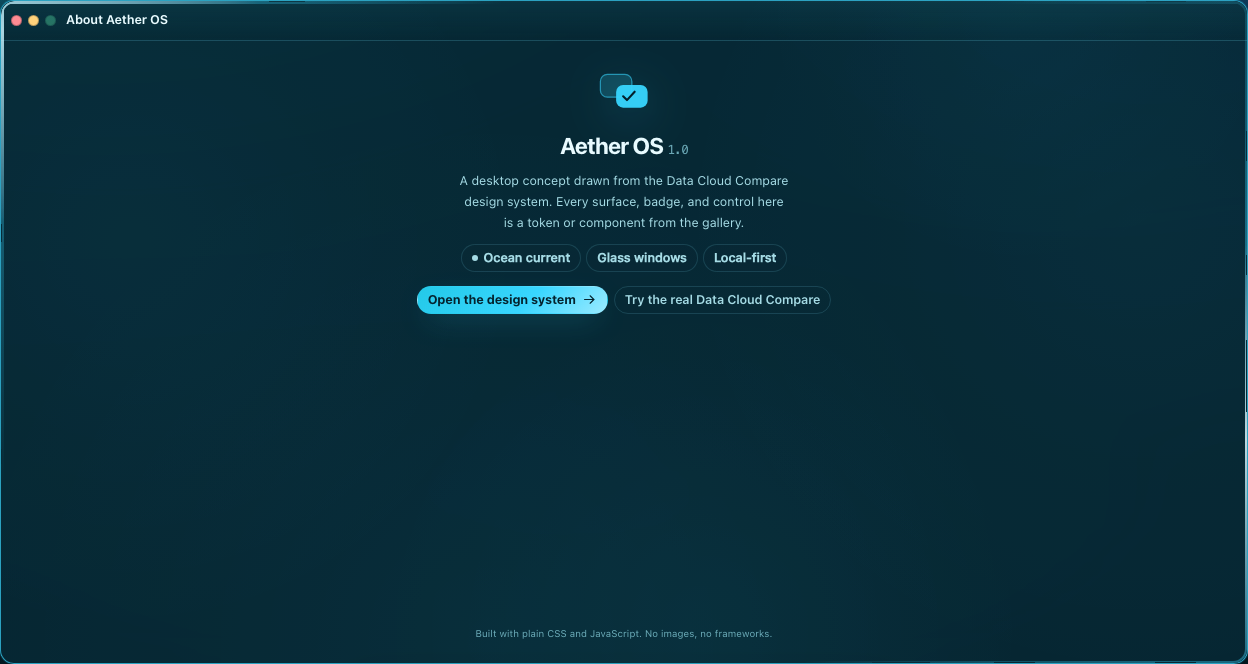 About Aether OS
Aether OS 1.0
A desktop concept drawn from the Data Cloud Compare
design system. Every surface, badge, and control here
is a token or component from the gallery.
Ocean current Glass windows Local-first
Open the design system → Try the real Data Cloud Compare
Built with plain CSS and JavaScript. No images, no frameworks.